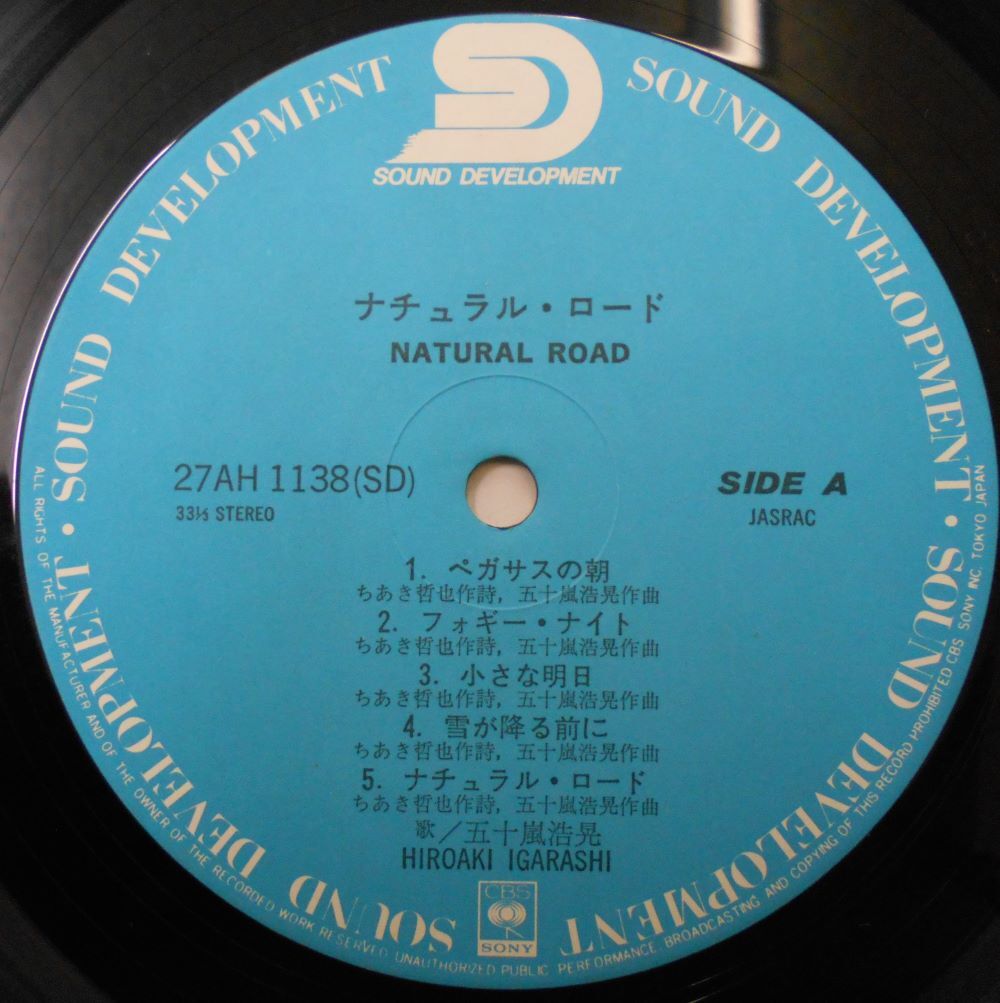 SOUND DEVELOPMENT
ナチュラル・ロード
NATURAL ROAD
27AH 1138(SD)
33⅓ STEREO
SIDE A
JASRAC
1. ペガサスの朝
ちあき哲也作詩, 五十嵐浩晃作曲
2. フォギー・ナイト
ちあき哲也作詩, 五十嵐浩晃作曲
3. 小さな明日
ちあき哲也作詩, 五十嵐浩晃作曲
4. 雪が降る前に
ちあき哲也作詩, 五十嵐浩晃作曲
5. ナチュラル・ロード
ちあき哲也作詩, 五十嵐浩晃作曲
歌/五十嵐浩晃
HIROAKI IGARASHI
CBS
SONY
SOUND DEVELOPMENT • SOUND DEVELOPMENT • SOUND DEVELOPMENT • SOUND DEVELOPMENT
ALL RIGHTS OF THE MANUFACTURER AND OF THE OWNER OF THE RECORDED WORK RESERVED UNAUTHORIZED PUBLIC PERFORMANCE, BROADCASTING AND COPYING OF THIS RECORD PROHIBITED CBS SONY INC. TOKYO JAPAN